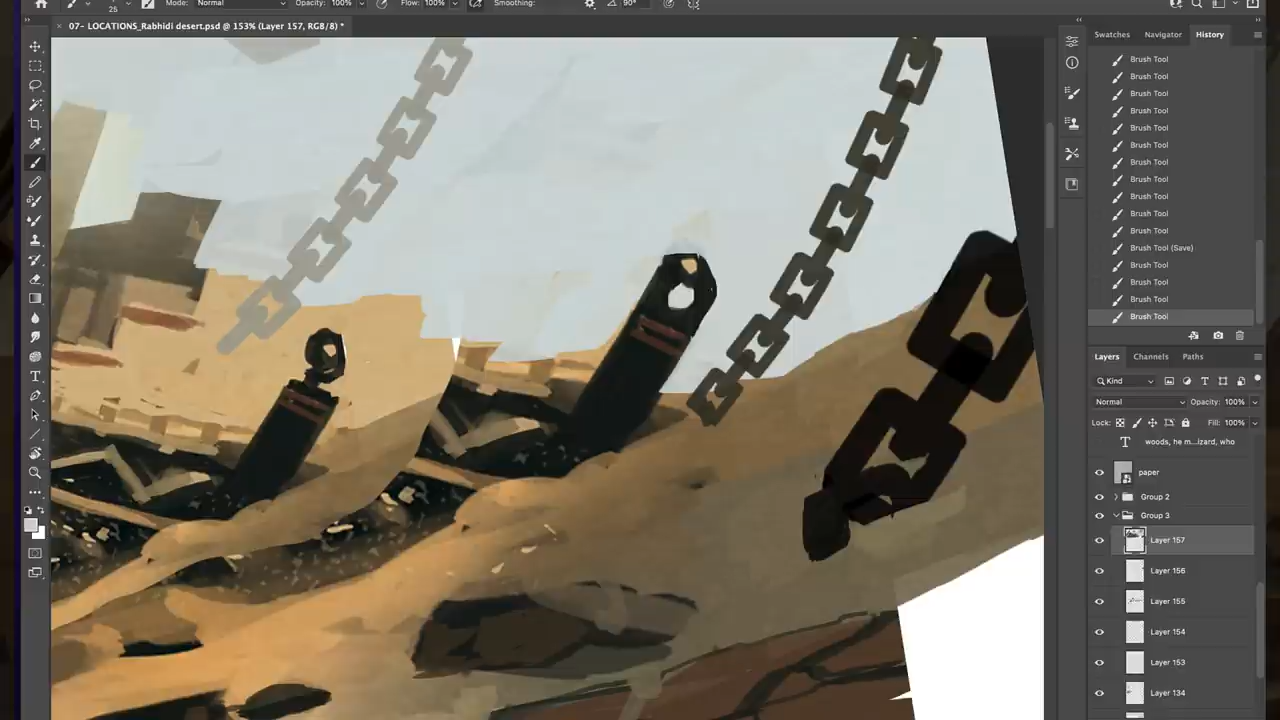 25 Mode: Normal Opacity: 100% Flow: 100% Smoothing: 90°
× 07- LOCATIONS_Rabhidi desert.psd @ 153% (Layer 157, RGB/8) *
Swatches Navigator History
Brush Tool
Brush Tool
Brush Tool
Brush Tool
Brush Tool
Brush Tool
Brush Tool
Brush Tool
Brush Tool
Brush Tool
Brush Tool
Brush Tool (Save)
Brush Tool
Brush Tool
Brush Tool
Brush Tool
Layers Channels Paths
Kind
Normal Opacity: 100%
Lock: Fill: 100%
T woods, he m...izard, who
paper
Group 2
Group 3
Layer 157
Layer 156
Layer 155
Layer 154
Layer 153
Layer 134